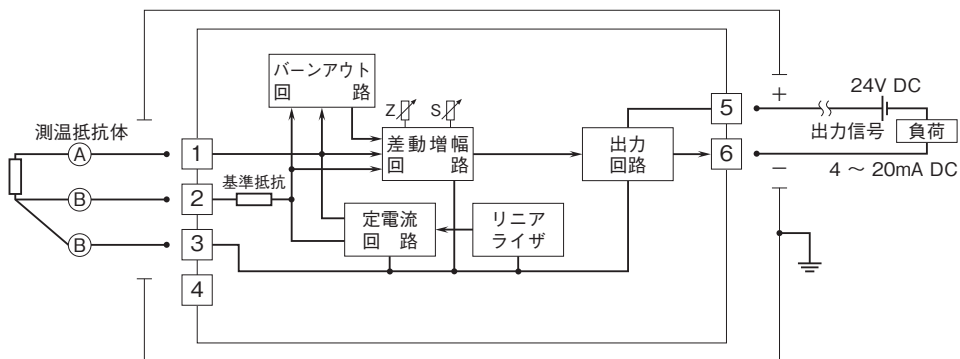 バーンアウト
回 路
Z
S
24V DC
+
5
測温抵抗体
差動増幅
回 路
出力
回路
出力信号
負荷
A
1
6
基準抵抗
−
4 ～ 20mA DC
B
2
定電流
回 路
リニア
ライザ
B
3
4